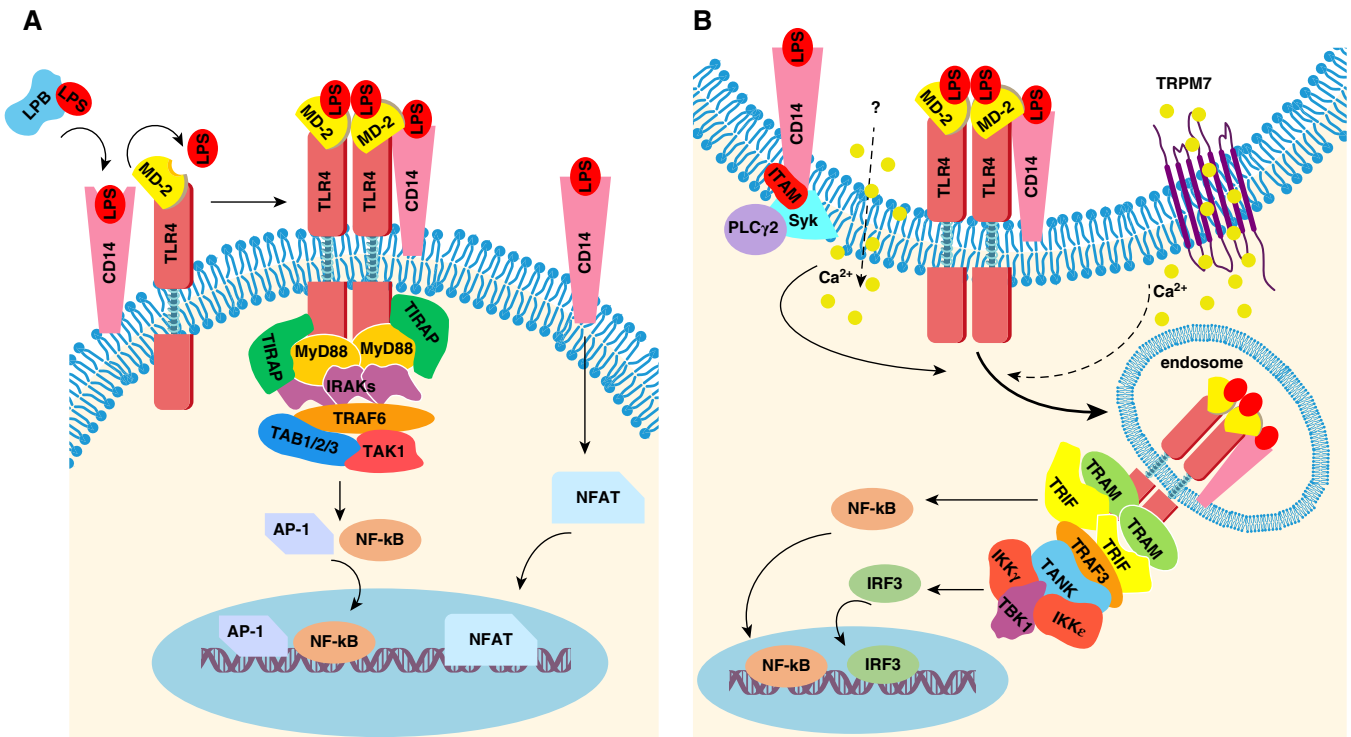 A
LPB
LPS
LPS
MD-2
LPS
CD14
TLR4
LPS
LPS
MD-2
MD-2
LPS
TLR4
TLR4
CD14
LPS
CD14
TIRAP
TIRAP
MyD88
MyD88
IRAKs
TRAF6
TAB1/2/3
TAK1
NFAT
AP-1
NF-kB
AP-1
NF-kB
NFAT
B
LPS
CD14
ITAM
Syk
PLCγ2
?
Ca2+
LPS
LPS
MD-2
MD-2
LPS
TLR4
TLR4
CD14
TRPM7
Ca2+
endosome
TRAM
TRIF
TRAM
TRIF
TRAF3
TANK
IKKγ
TBK1
IKKε
NF-kB
IRF3
NF-kB
IRF3